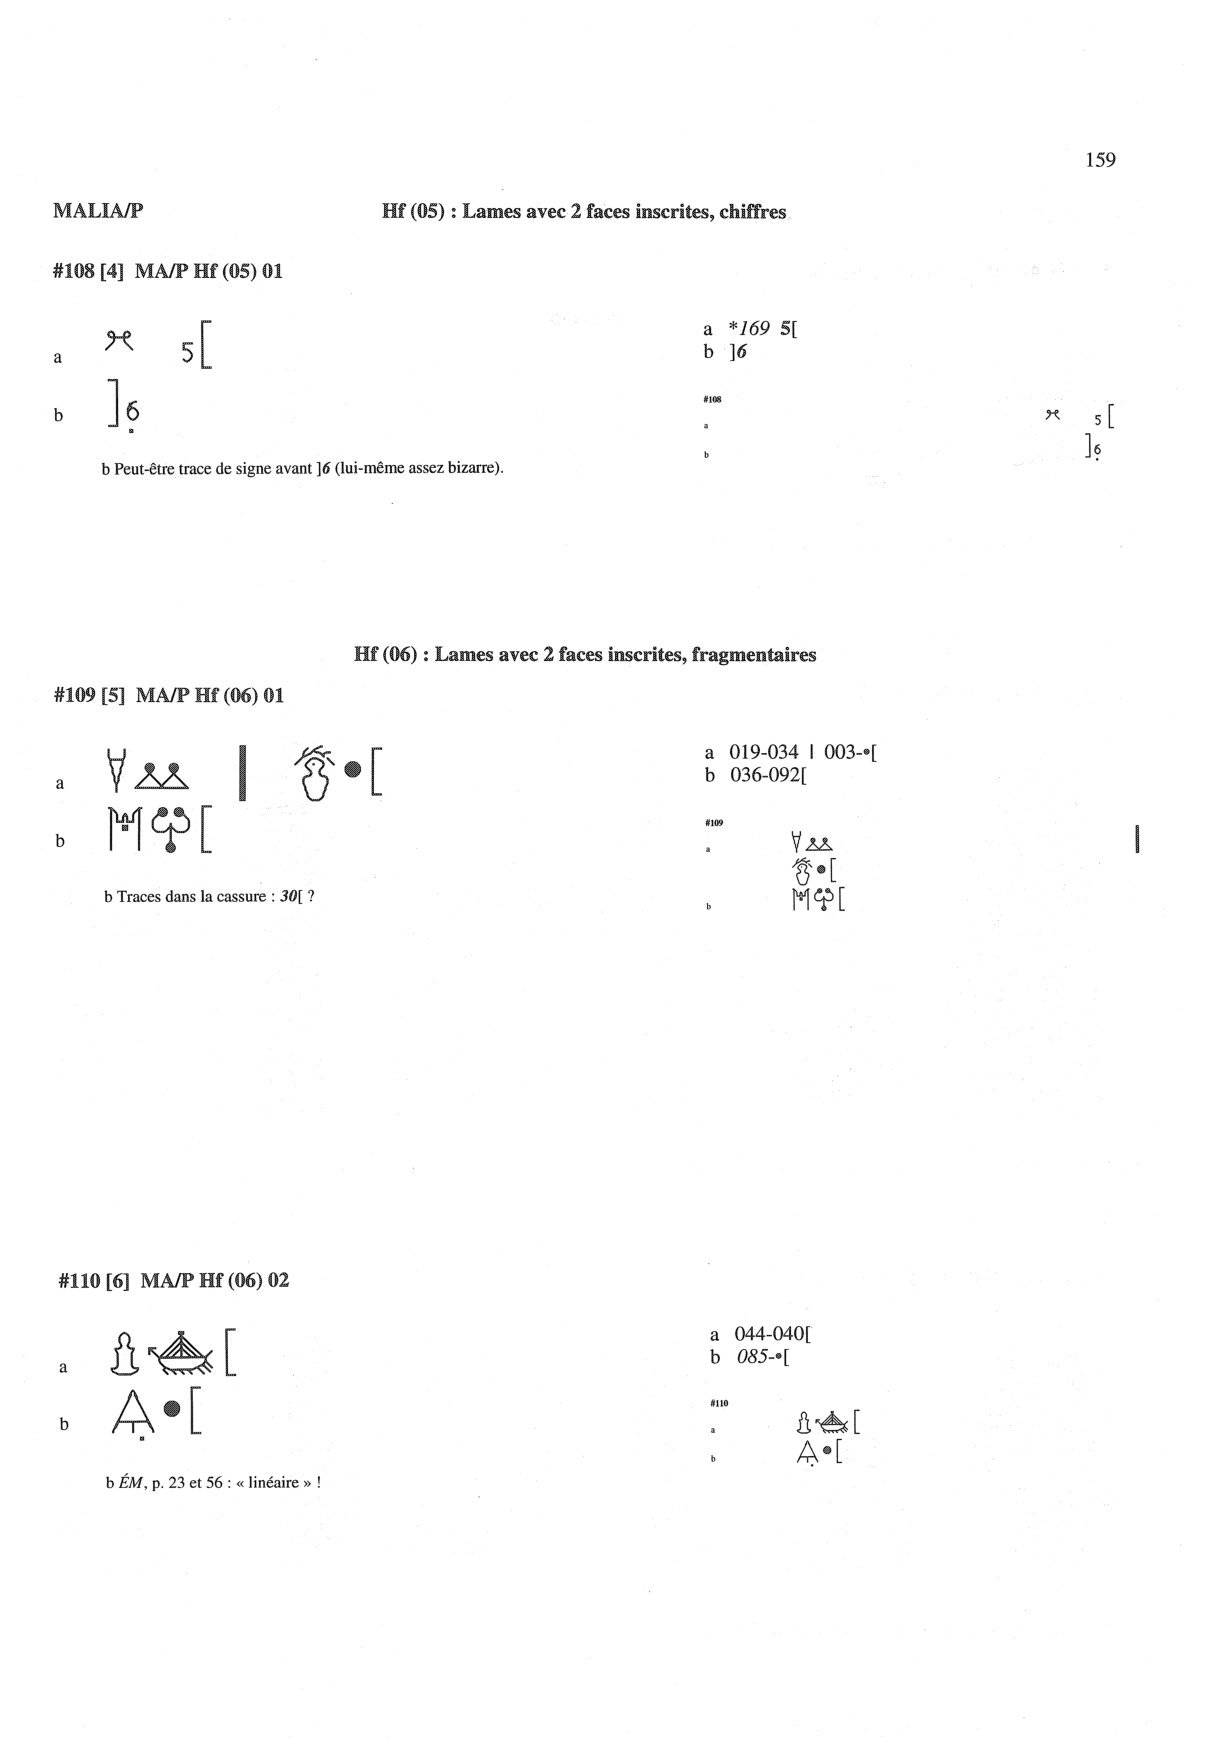 159
MALIA/P Hf (05) : Lames avec 2 faces inscrites, chiffres
#108 [4] MA/P Hf (05) 01
a 5[
b ]6
a *169 5[
b ]6
#108
a 5[
b ]6
b Peut-être trace de signe avant ]6 (lui-même assez bizarre).
Hf (06) : Lames avec 2 faces inscrites, fragmentaires
#109 [5] MA/P Hf (06) 01
a | •[
b [
a 019-034 | 003-•[
b 036-092[
#109
a |
•[
b [
b Traces dans la cassure : 30[ ?
#110 [6] MA/P Hf (06) 02
a [
b •[
a 044-040[
b 085-•[
#110
a [
b •[
b ÉM, p. 23 et 56 : « linéaire » !